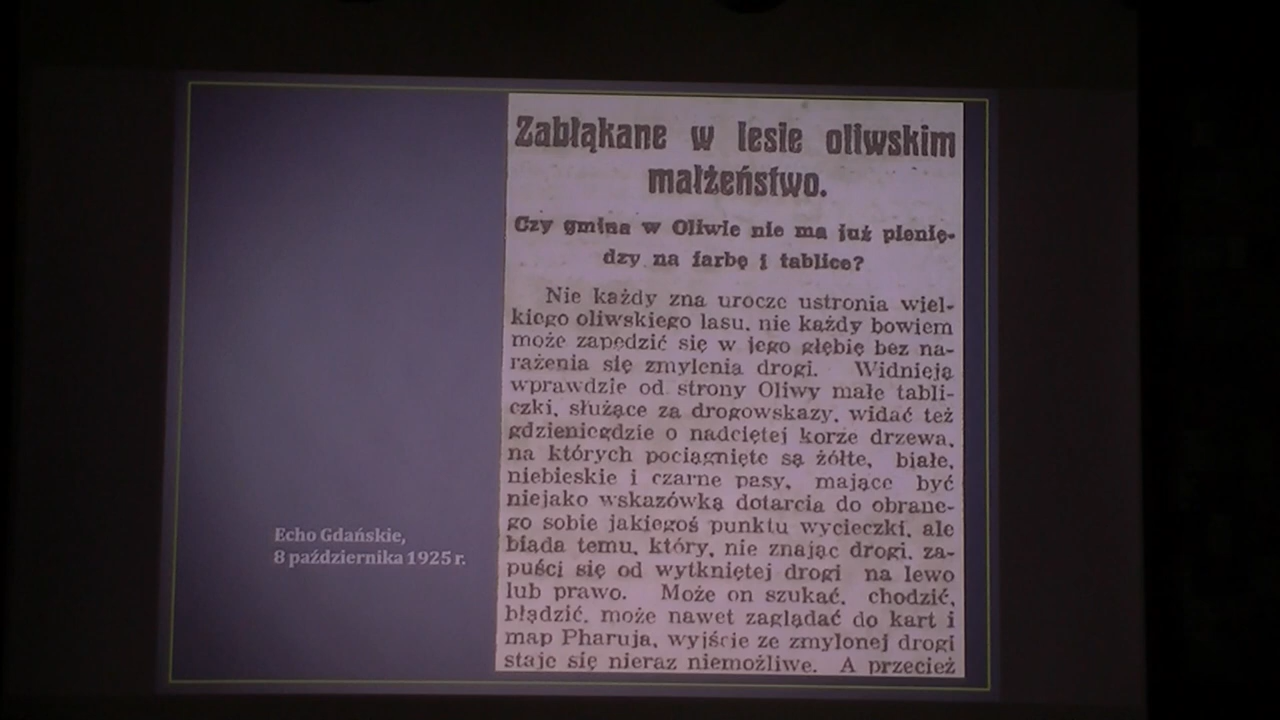 Zabłąkane w lesie oliwskim
małżeństwo.
Czy gmina w Oliwie nie ma już pienię-
dzy na farbę i tablice?
Nie każdy zna urocze ustronia wiel-
kiego oliwskiego lasu, nie każdy bowiem
może zapędzić się w jego głębię bez na-
rażenia się zmylenia drogi. Widnieją
wprawdzie od strony Oliwy małe tabli-
czki, służące za drogowskazy, widać też
gdzieniegdzie o nadciętej korze drzewa,
na których pociągnięte są żółte, białe,
niebieskie i czarne pasy, mające być
niejako wskazówką dotarcia do obrane-
go sobie jakiegoś punktu wycieczki, ale
biada temu, który, nie znając drogi, za-
puści się od wytkniętej drogi na lewo
lub prawo. Może on szukać, chodzić,
błądzić, może nawet zaglądać do kart i
map Pharuja, wyjście ze zmylonej drogi
staje się nieraz niemożliwe. A przecież
Echo Gdańskie,
8 października 1925 r.